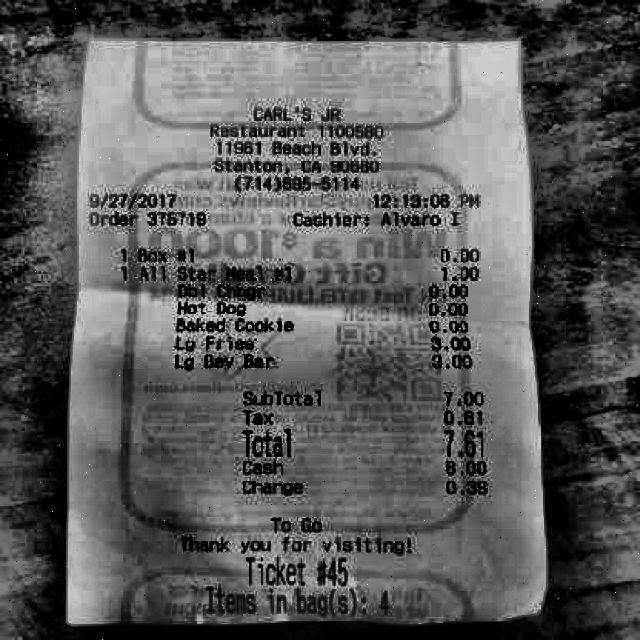 CARL'S JR
Restaurant 1100580
11961 Beach Blvd.
Stanton, CA 90680
(714)895-5114
9/27/2017 12:13:06 PM
Order 375718 Cashier: Alvaro I
1 Box #1 0.00
1 All Star Meal #1 1.00
Dbl Chsgr 0.00
Hot Dog 0.00
Baked Cookie 0.00
Lg Fries 3.00
Lg Bev Bar 3.00
SubTotal 7.00
Tax 0.61
Total 7.61
Cash 8.00
Change 0.39
To Go
Thank you for visiting!
Ticket #45
Items in bag(s): 4